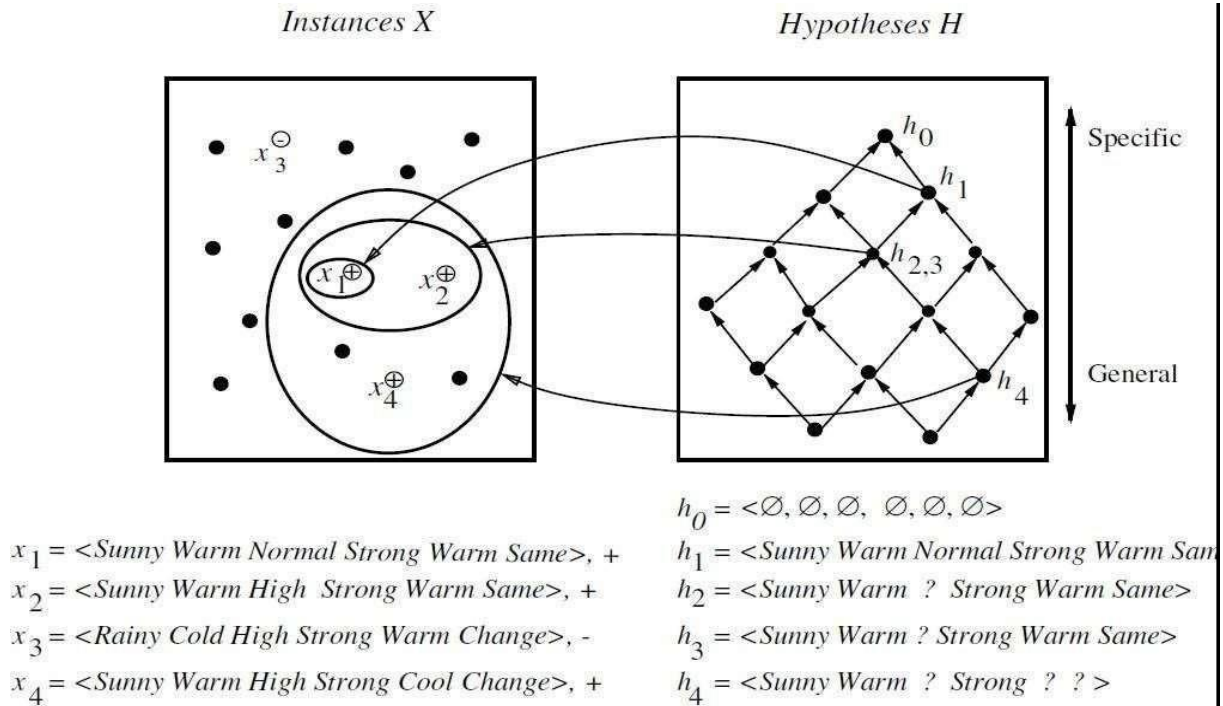 Instances X
Hypotheses H
x3 ⊖
x1 ⊕
x2 ⊕
x4 ⊕
h0
h1
h2,3
h4
Specific
General
h0 = <∅, ∅, ∅, ∅, ∅, ∅>
x1 = <Sunny Warm Normal Strong Warm Same>, +
h1 = <Sunny Warm Normal Strong Warm Sam
x2 = <Sunny Warm High Strong Warm Same>, +
h2 = <Sunny Warm ? Strong Warm Same>
x3 = <Rainy Cold High Strong Warm Change>, -
h3 = <Sunny Warm ? Strong Warm Same>
x4 = <Sunny Warm High Strong Cool Change>, +
h4 = <Sunny Warm ? Strong ? ? >